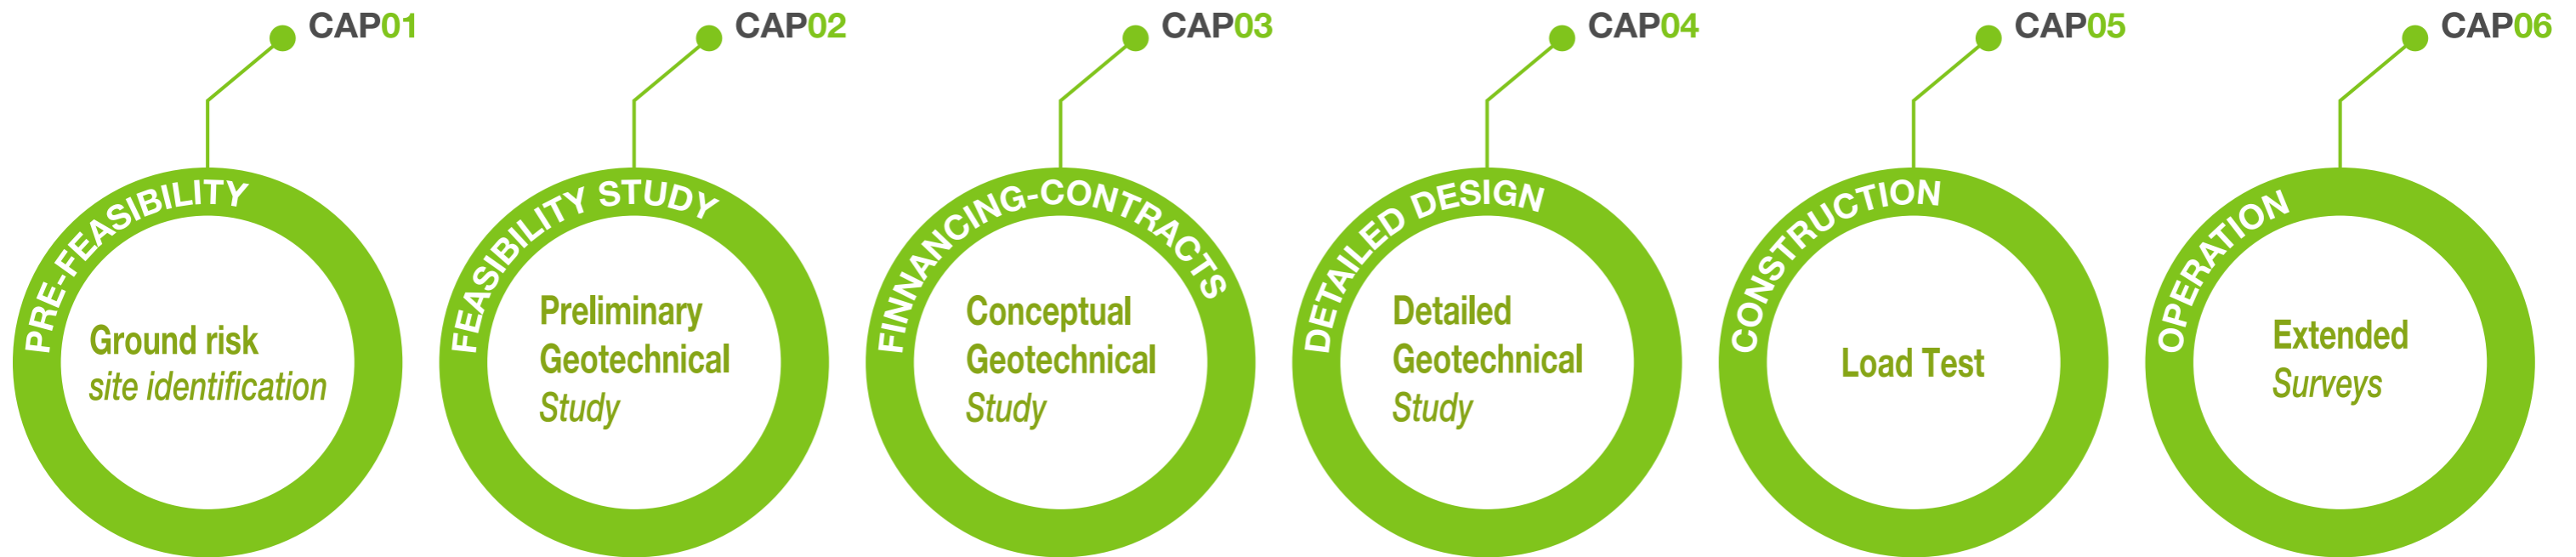 CAP01
PRE-FEASIBILITY
Ground risk
site identification
CAP02
FEASIBILITY STUDY
Preliminary
Geotechnical
Study
CAP03
FINNANCING-CONTRACTS
Conceptual
Geotechnical
Study
CAP04
DETAILED DESIGN
Detailed
Geotechnical
Study
CAP05
CONSTRUCTION
Load Test
CAP06
OPERATION
Extended
Surveys